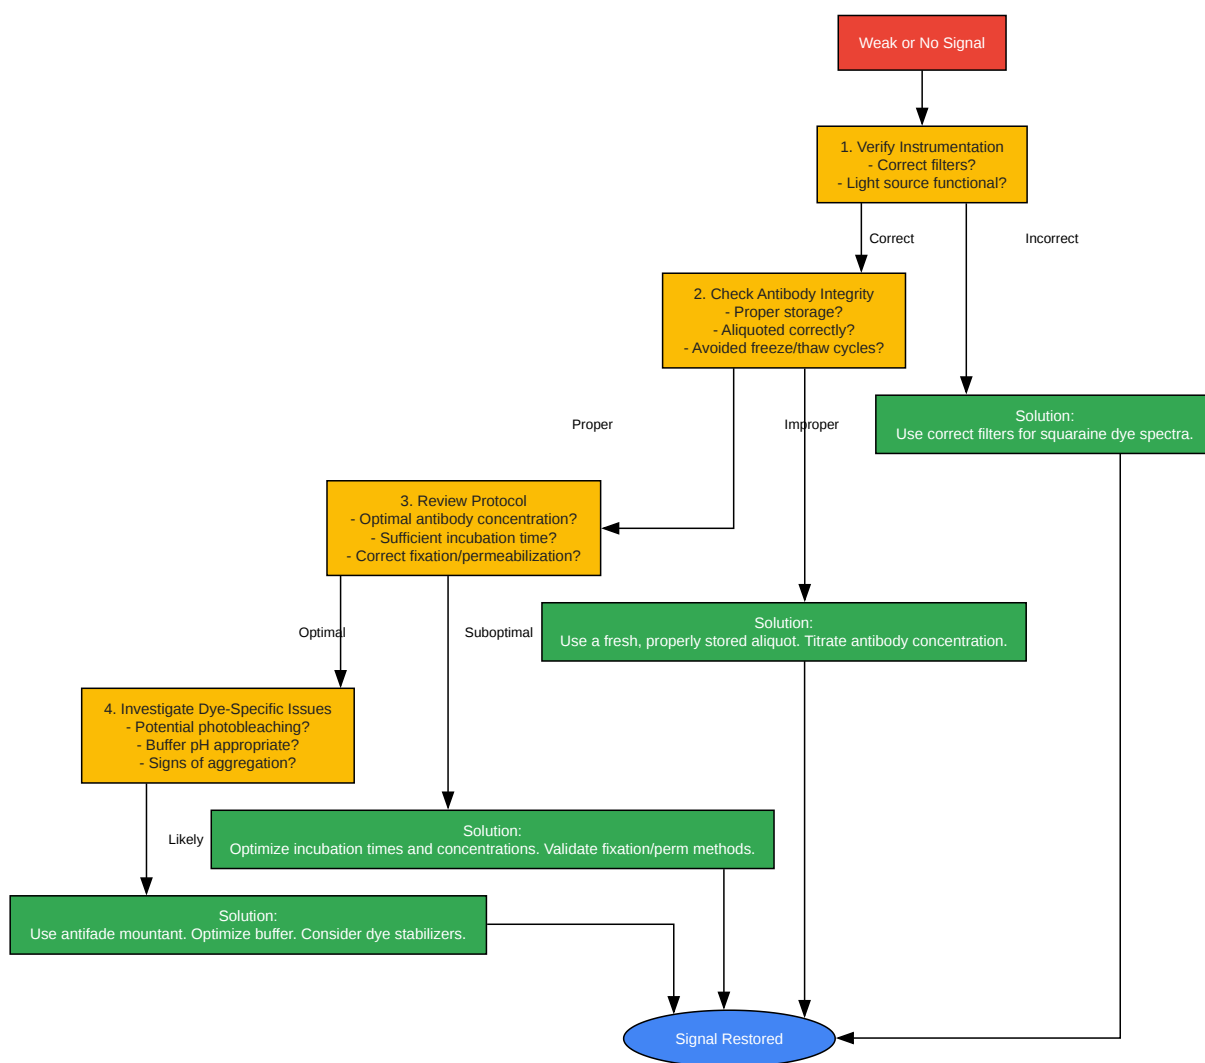 Weak or No Signal
1. Verify Instrumentation
- Correct filters?
- Light source functional?
Correct
Incorrect
2. Check Antibody Integrity
- Proper storage?
- Aliquoted correctly?
- Avoided freeze/thaw cycles?
Solution:
Use correct filters for squaraine dye spectra.
Proper
Improper
3. Review Protocol
- Optimal antibody concentration?
- Sufficient incubation time?
- Correct fixation/permeabilization?
Solution:
Use a fresh, properly stored aliquot. Titrate antibody concentration.
Optimal
Suboptimal
4. Investigate Dye-Specific Issues
- Potential photobleaching?
- Buffer pH appropriate?
- Signs of aggregation?
Solution:
Optimize incubation times and concentrations. Validate fixation/perm methods.
Likely
Solution:
Use antifade mountant. Optimize buffer. Consider dye stabilizers.
Signal Restored